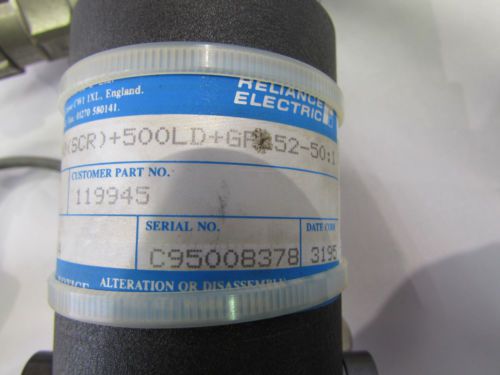 CW1 1XL, England.
01270 580141.
RELIANCE
ELECTRIC
(SCR)+500LD+GP 52-50:1
CUSTOMER PART NO.
119945
SERIAL NO.
DATE CODE
C95008378
3195
ALTERATION OR DISASSEMBLY